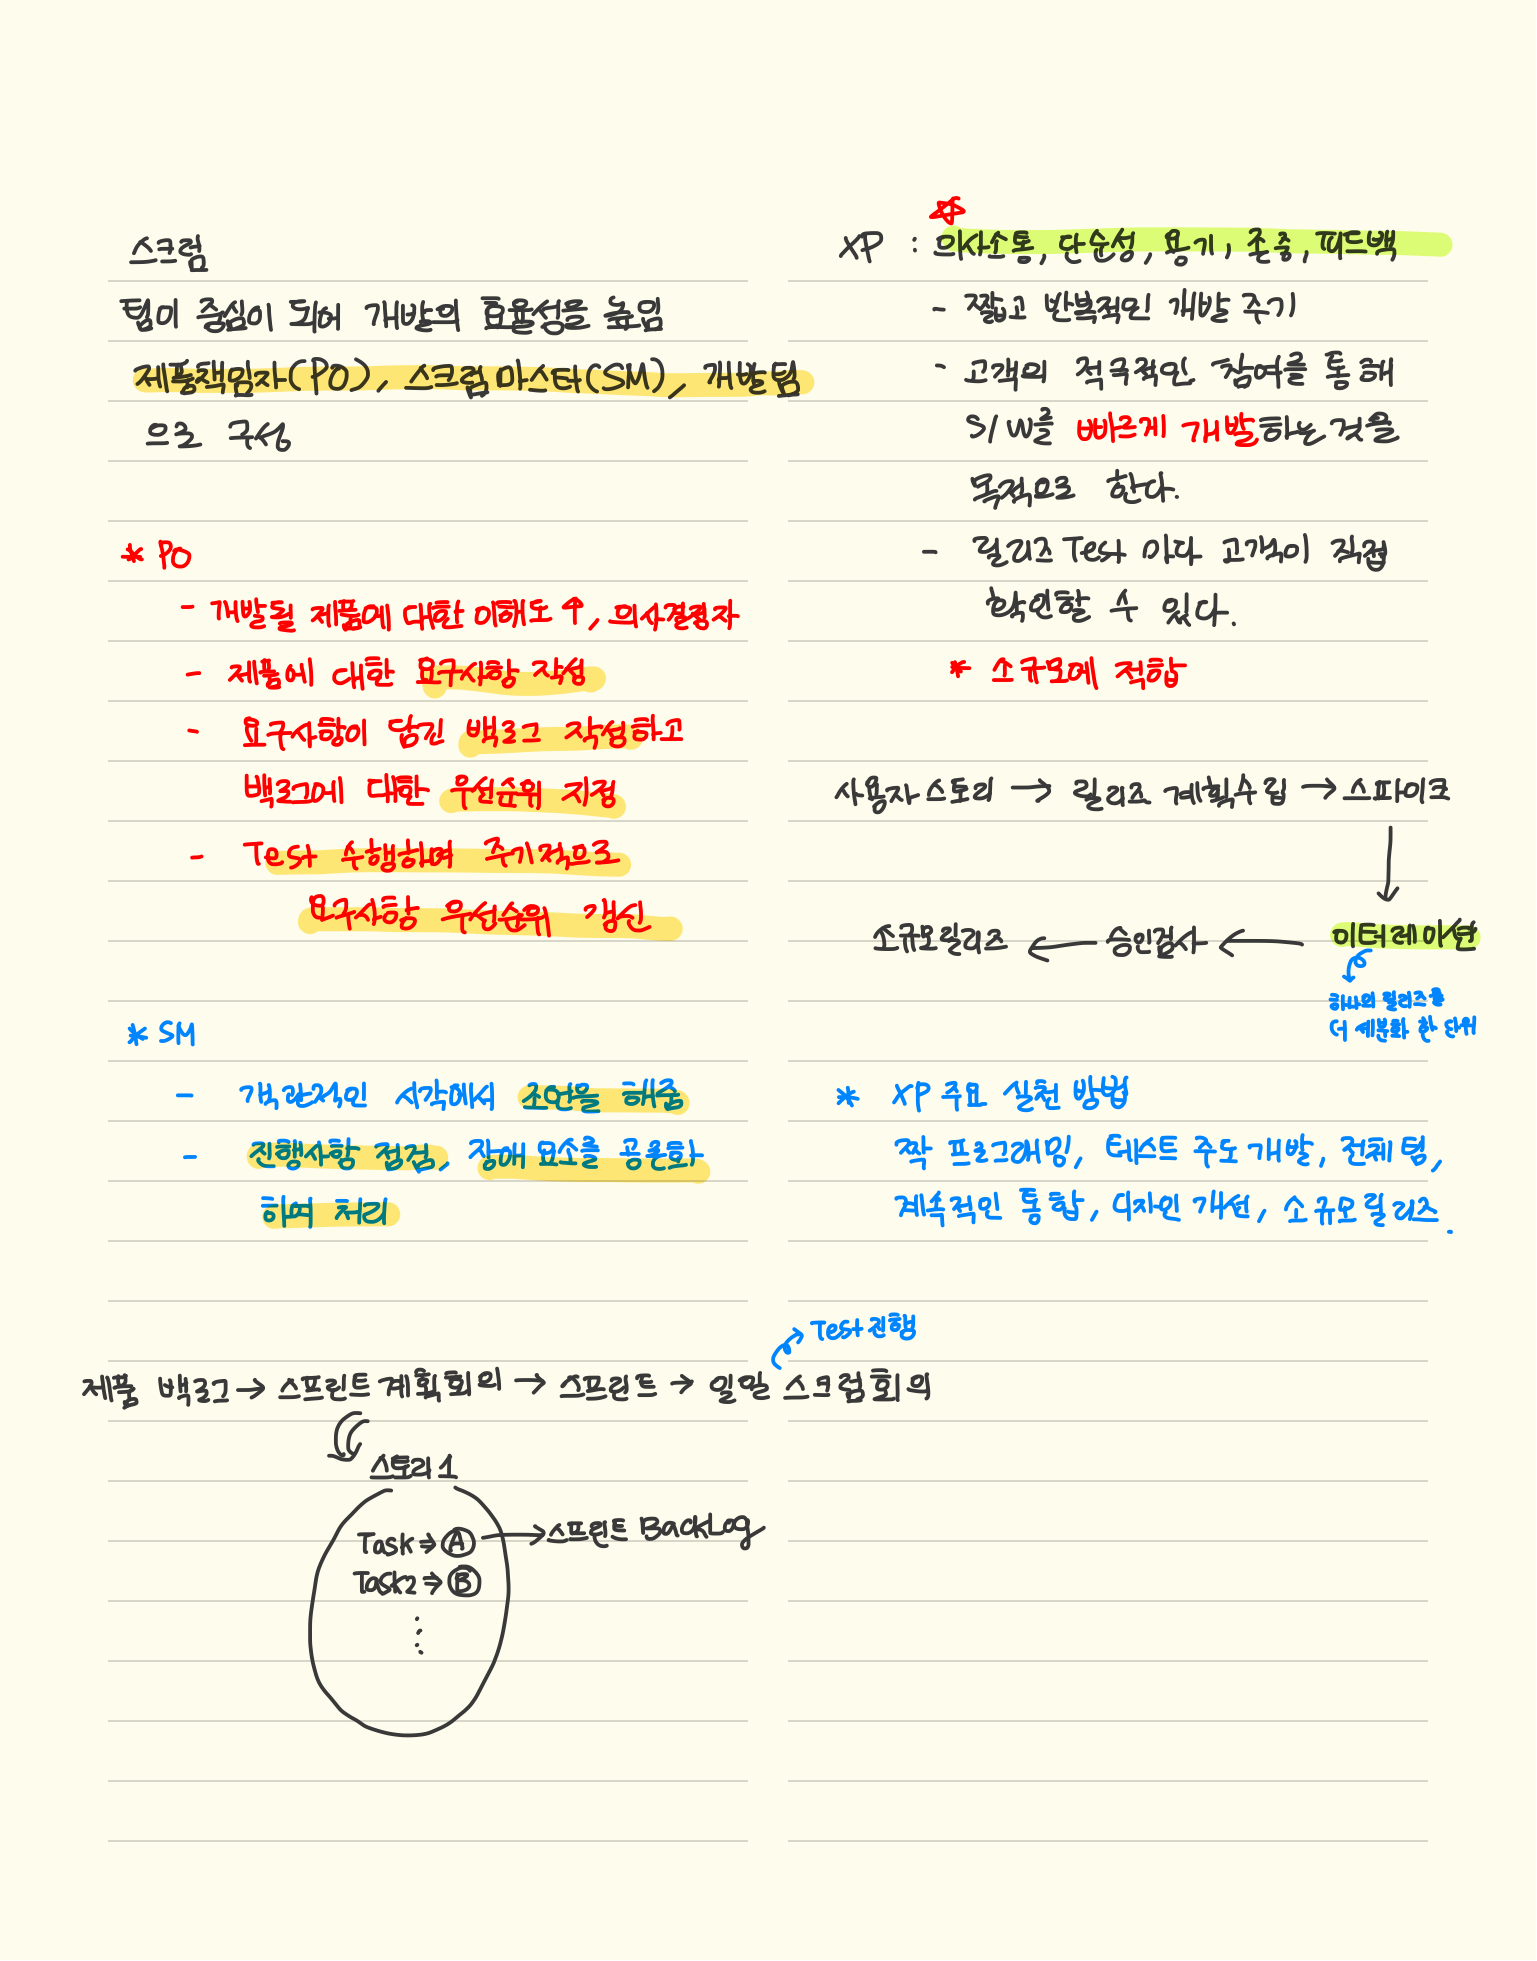 스크럼
팀이 중심이 되어 개발의 효율성을 높임
제품책임자(PO), 스크럼 마스터(SM), 개발팀
으로 구성
* PO
- 개발될 제품에 대한 이해도 ↑, 의사결정자
- 제품에 대한 요구사항 작성
- 요구사항이 담긴 백로그 작성하고
백로그에 대한 우선순위 지정
- Test 수행하며 주기적으로
요구사항 우선순위 갱신
* SM
- 객관적인 시각에서 조언을 해줌
- 진행사항 점검, 장애 요소를 공론화
하여 처리
XP : 의사소통, 단순성, 용기, 존중, 피드백
- 짧고 반복적인 개발 주기
- 고객의 적극적인 참여를 통해
S/W를 빠르게 개발하는 것을
목적으로 한다.
- 릴리즈 Test 마다 고객이 직접
확인할 수 있다.
* 소규모에 적합
사용자 스토리 → 릴리즈 계획수립 → 스파이크
↓
소규모릴리즈 ← 승인검사 ← 이터레이션
하나의 릴리즈를
더 세분화 한 단위
* XP 주요 실천 방법
짝 프로그래밍, 테스트 주도 개발, 전체 팀,
계속적인 통합, 디자인 개선, 소규모 릴리즈.
Test 진행
제품 백로그 → 스프린트 계획회의 → 스프린트 → 일일 스크럼 회의
스토리 1
Task → A → 스프린트 BackLog
Task2 → B
⋮